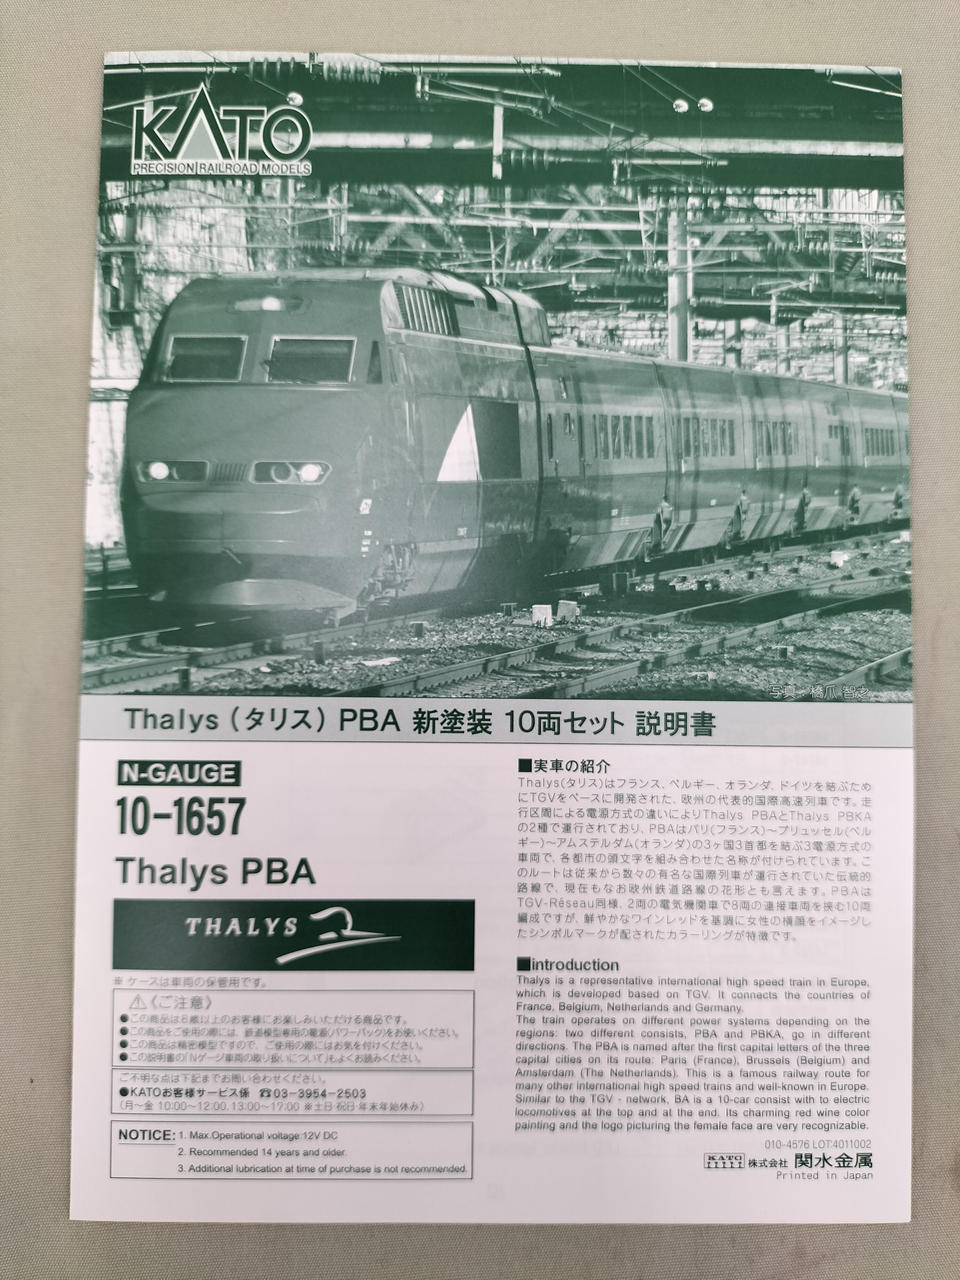 KATO
PRECISION RAILROAD MODELS
写真：橋爪 智之
Thalys（タリス）PBA 新塗装 10両セット 説明書
N-GAUGE
10-1657
Thalys PBA
THALYS
※ ケースは車両の保管用です。
⚠《ご注意》
●この商品は8歳以上のお客様にお楽しみいただける商品です。
●この商品をご使用の際には、鉄道模型専用の電源（パワーパック）をお使いください。
●この商品は精密模型ですので、ご使用の際にはお気を付けください。
●この説明書の「Nゲージ車両の取り扱いについて」もよくお読みください。
ご不明な点は下記までお問い合わせください。
●KATOお客様サービス係 ☎03-3954-2503
（月～金 10:00～12:00、13:00～17:00 ※土日・祝日・年末年始休み）
NOTICE: 1. Max.Operational voltage:12V DC
2. Recommended 14 years and older.
3. Additional lubrication at time of purchase is not recommended.
■実車の紹介
Thalys(タリス)はフランス、ベルギー、オランダ、ドイツを結ぶため
にTGVをベースに開発された、欧州の代表的国際高速列車です。走
行区間による電源方式の違いによりThalys PBAとThalys PBKA
の2種で運行されており、PBAはパリ(フランス)～ブリュッセル(ベル
ギー)～アムステルダム(オランダ)の3ヶ国3首都を結ぶ3電源方式の
車両で、各都市の頭文字を組み合わせた名称が付けられています。こ
のルートは従来から数々の有名な国際列車が運行されていた伝統的
路線で、現在もなお欧州鉄道路線の花形とも言えます。PBAは
TGV-Réseau同様、2両の電気機関車で8両の連接車両を挟む10両
編成ですが、鮮やかなワインレッドを基調に女性の横顔をイメージし
たシンボルマークが配されたカラーリングが特徴です。
■introduction
Thalys is a representative international high speed train in Europe,
which is developed based on TGV. It connects the countries of
France, Belgium, Netherlands and Germany.
The train operates on different power systems depending on the
regions: two different consists, PBA and PBKA, go in different
directions. The PBA is named after the first capital letters of the three
capital cities on its route: Paris (France), Brussels (Belgium) and
Amsterdam (The Netherlands). This is a famous railway route for
many other international high speed trains and well-known in Europe.
Similar to the TGV - network, BA is a 10-car consist with to electric
locomotives at the top and at the end. Its charming red wine color
painting and the logo picturing the female face are very recognizable.
010-4576 LOT:4011002
KATO 株式会社 関水金属
Printed in Japan